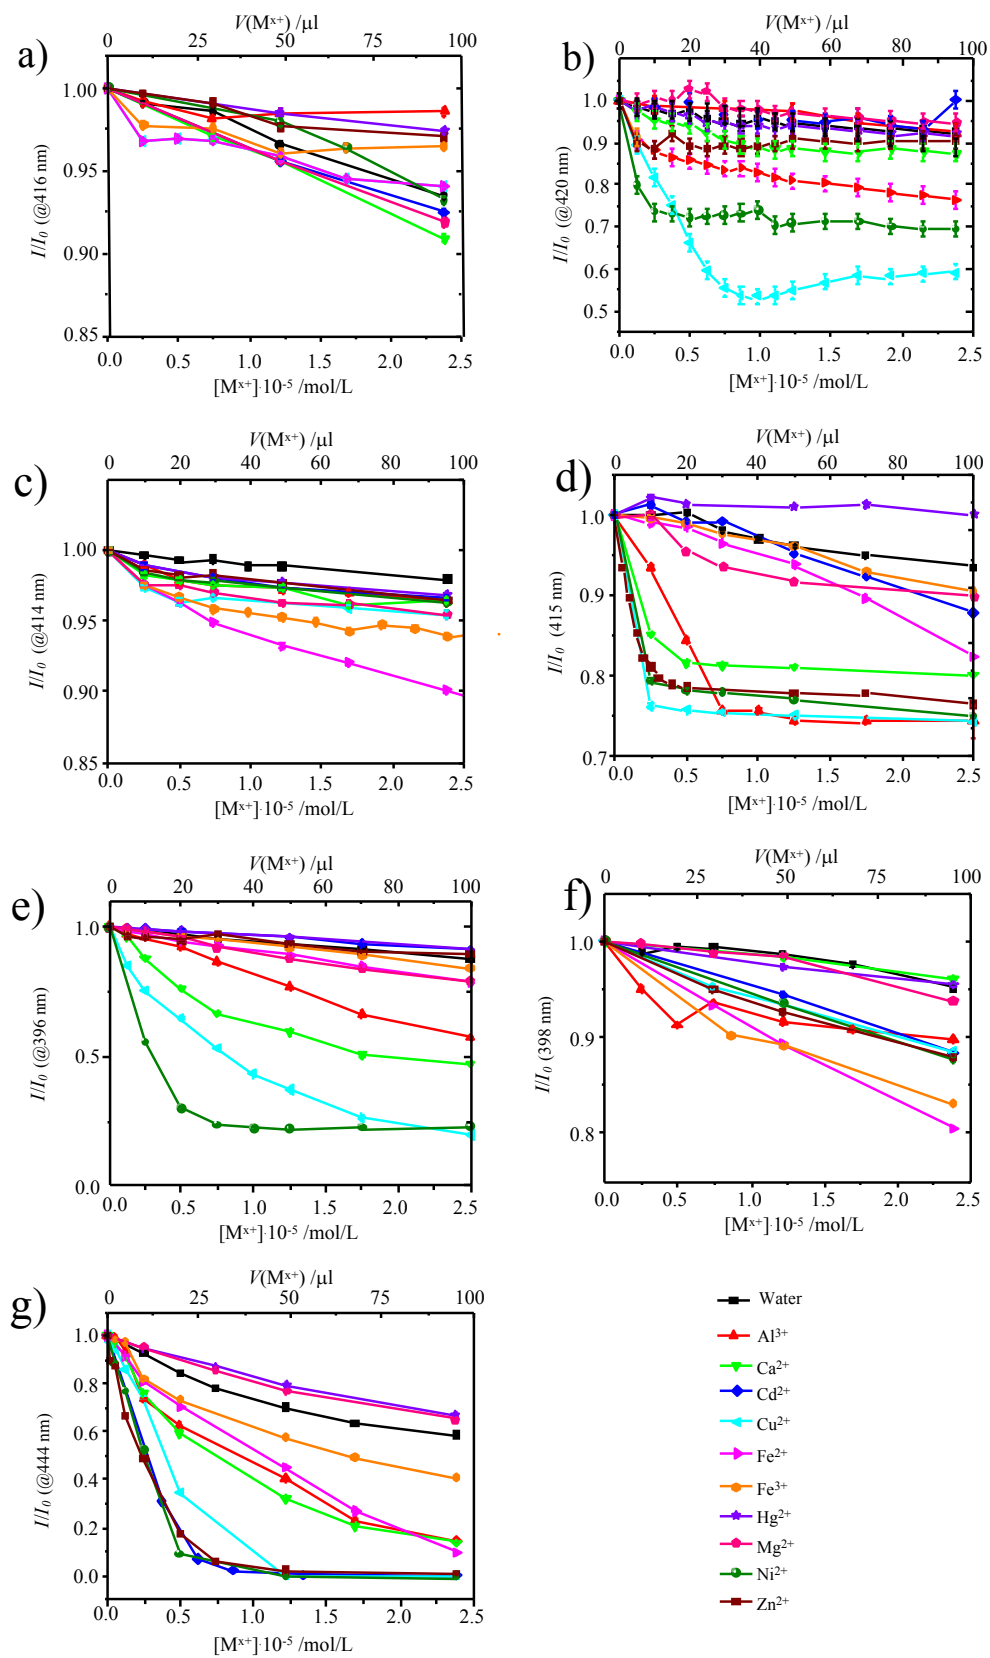 V(Mˣ⁺) /μl
0 25 50 75 100
a)
I/I₀ (@416 nm)
1.00
0.95
0.90
0.85
0.0 0.5 1.0 1.5 2.0 2.5
[Mˣ⁺]·10⁻⁵ /mol/L
V(Mˣ⁺) /μl
0 20 40 60 80 100
b)
I/I₀ (@420 nm)
1.0
0.9
0.8
0.7
0.6
0.5
0.0 0.5 1.0 1.5 2.0 2.5
[Mˣ⁺]·10⁻⁵ /mol/L
V(Mˣ⁺) /μl
0 20 40 60 80 100
c)
I/I₀ (@414 nm)
1.00
0.95
0.90
0.85
0.0 0.5 1.0 1.5 2.0 2.5
[Mˣ⁺]·10⁻⁵ /mol/L
V(Mˣ⁺) /μl
0 20 40 60 80 100
d)
I/I₀ (415 nm)
1.0
0.9
0.8
0.7
0.0 0.5 1.0 1.5 2.0 2.5
[Mˣ⁺]·10⁻⁵ /mol/L
V(Mˣ⁺) /μl
0 20 40 60 80 100
e)
I/I₀ (@396 nm)
1.0
0.5
0.0
0.0 0.5 1.0 1.5 2.0 2.5
[Mˣ⁺]·10⁻⁵ /mol/L
V(Mˣ⁺) /μl
0 25 50 75 100
f)
I/I₀ (398 nm)
1.0
0.9
0.8
0.0 0.5 1.0 1.5 2.0 2.5
[Mˣ⁺]·10⁻⁵ /mol/L
V(Mˣ⁺) /μl
0 25 50 75 100
g)
I/I₀ (@444 nm)
1.0
0.8
0.6
0.4
0.2
0.0
0.0 0.5 1.0 1.5 2.0 2.5
[Mˣ⁺]·10⁻⁵ /mol/L
Water
Al³⁺
Ca²⁺
Cd²⁺
Cu²⁺
Fe²⁺
Fe³⁺
Hg²⁺
Mg²⁺
Ni²⁺
Zn²⁺